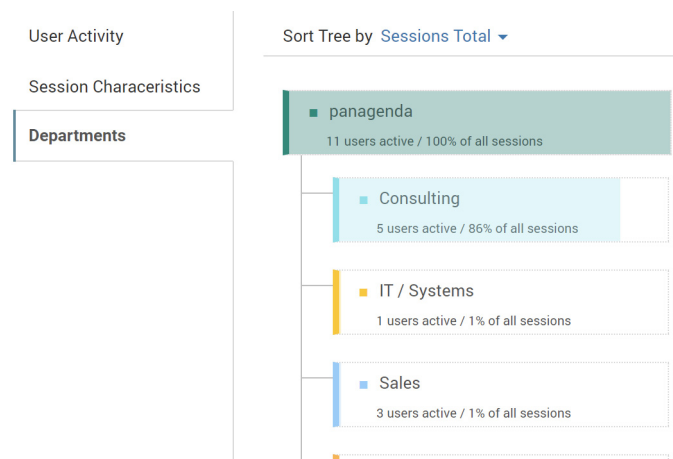 User Activity
Session Characeristics
Departments
Sort Tree by Sessions Total
panagenda
11 users active / 100% of all sessions
Consulting
5 users active / 86% of all sessions
IT / Systems
1 users active / 1% of all sessions
Sales
3 users active / 1% of all sessions